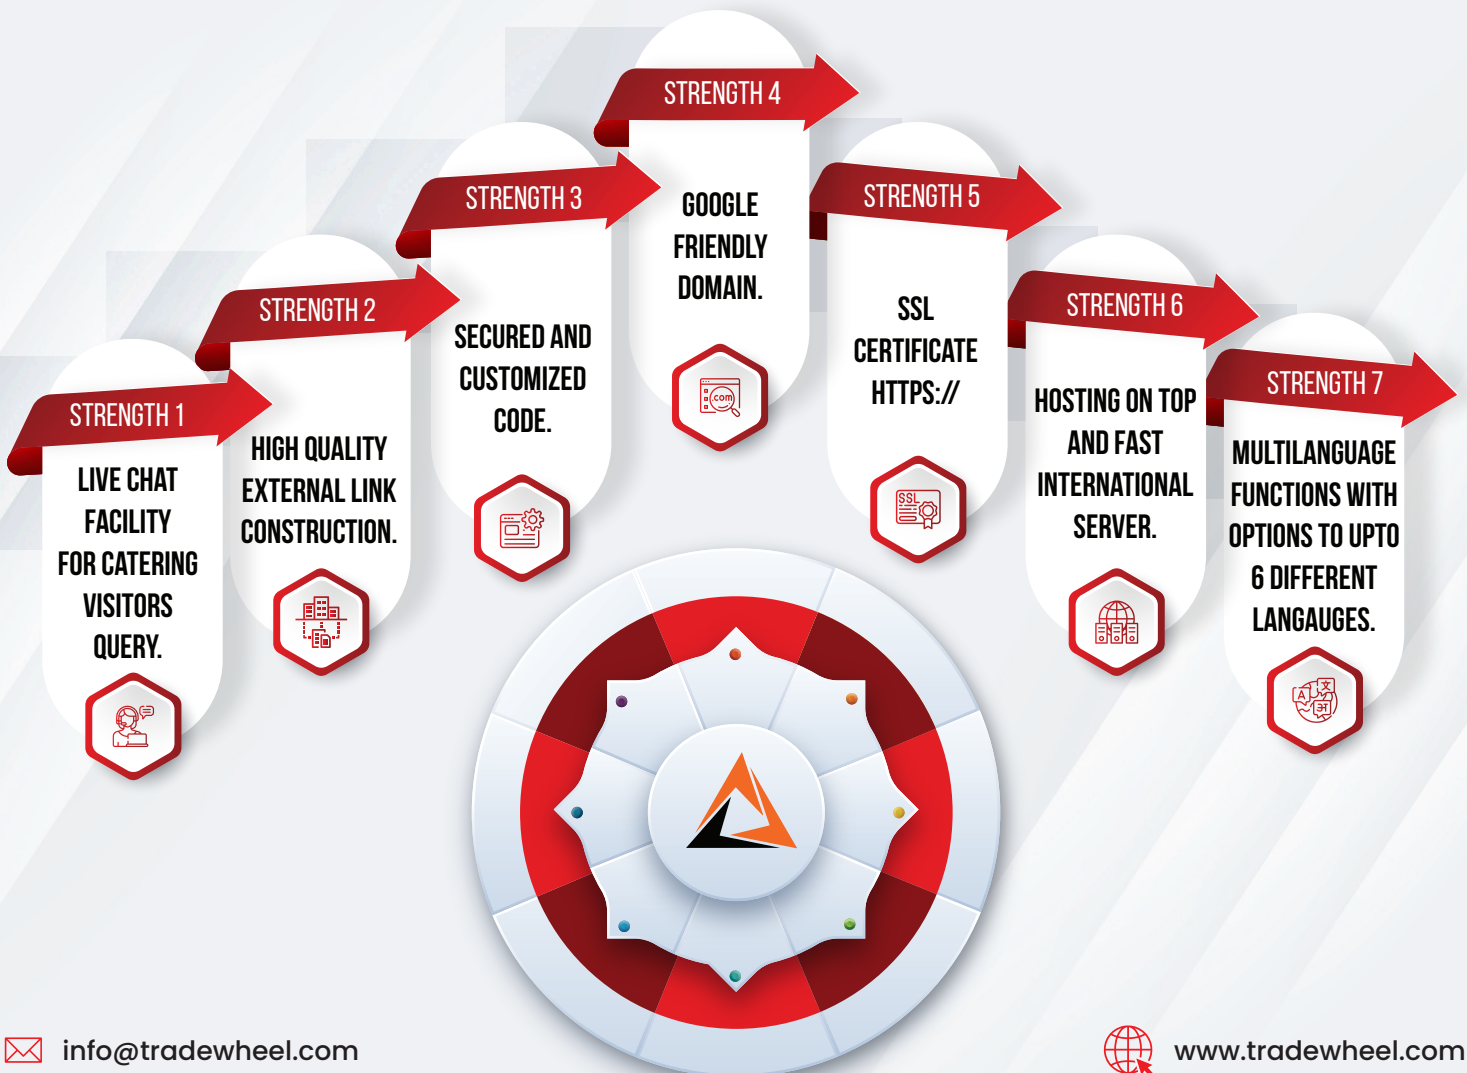 STRENGTH 1
LIVE CHAT
FACILITY
FOR CATERING
VISITORS
QUERY.
STRENGTH 2
HIGH QUALITY
EXTERNAL LINK
CONSTRUCTION.
STRENGTH 3
SECURED AND
CUSTOMIZED
CODE.
STRENGTH 4
GOOGLE
FRIENDLY
DOMAIN.
.com
STRENGTH 5
SSL
CERTIFICATE
HTTPS://
SSL
STRENGTH 6
HOSTING ON TOP
AND FAST
INTERNATIONAL
SERVER.
STRENGTH 7
MULTILANGUAGE
FUNCTIONS WITH
OPTIONS TO UPTO
6 DIFFERENT
LANGAUGES.
A 文
अ
info@tradewheel.com
www.tradewheel.com